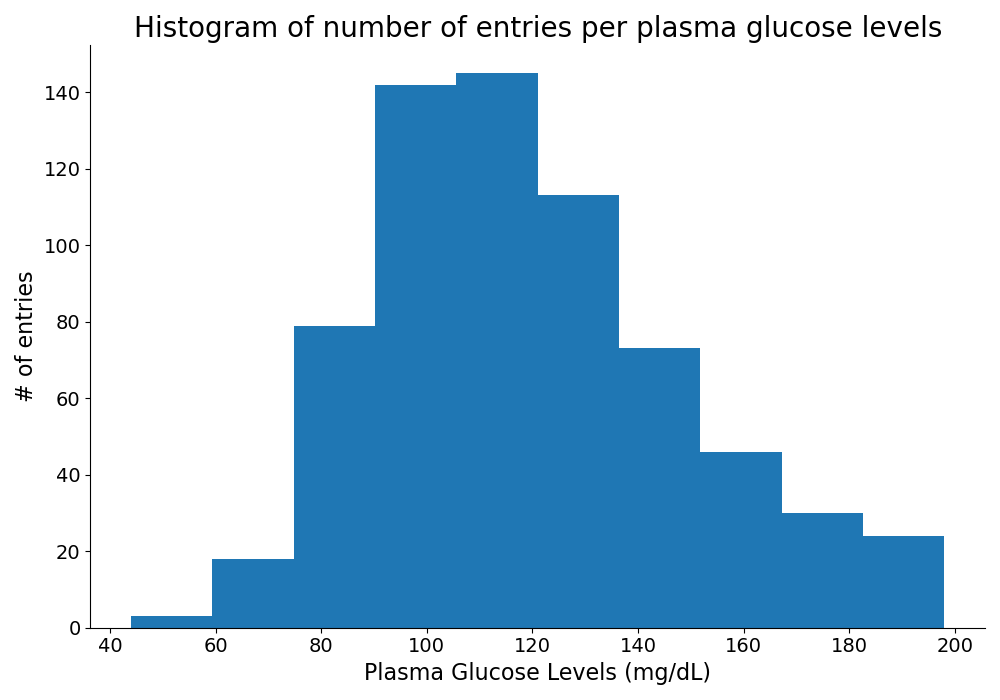 Histogram of number of entries per plasma glucose levels
# of entries
140
120
100
80
60
40
20
0
40 60 80 100 120 140 160 180 200
Plasma Glucose Levels (mg/dL)